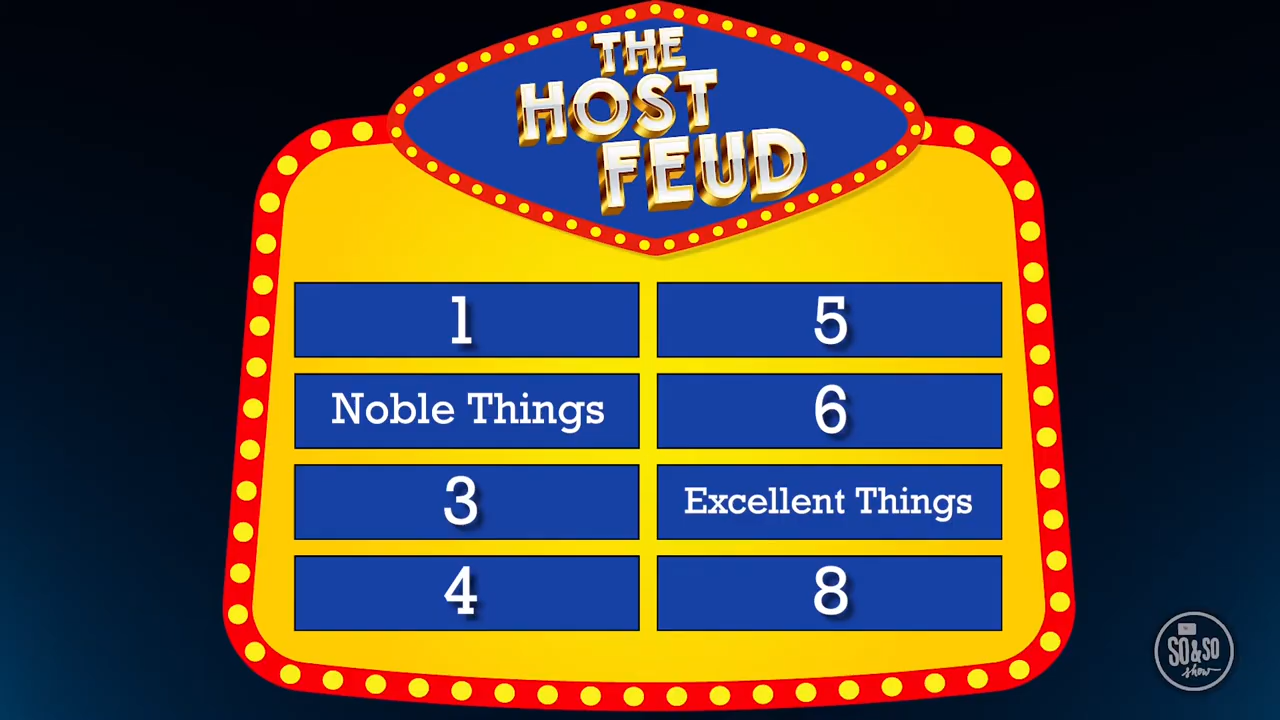 THE
HOST
FEUD
1
Noble Things
3
4
5
6
Excellent Things
8
SO & SO
show